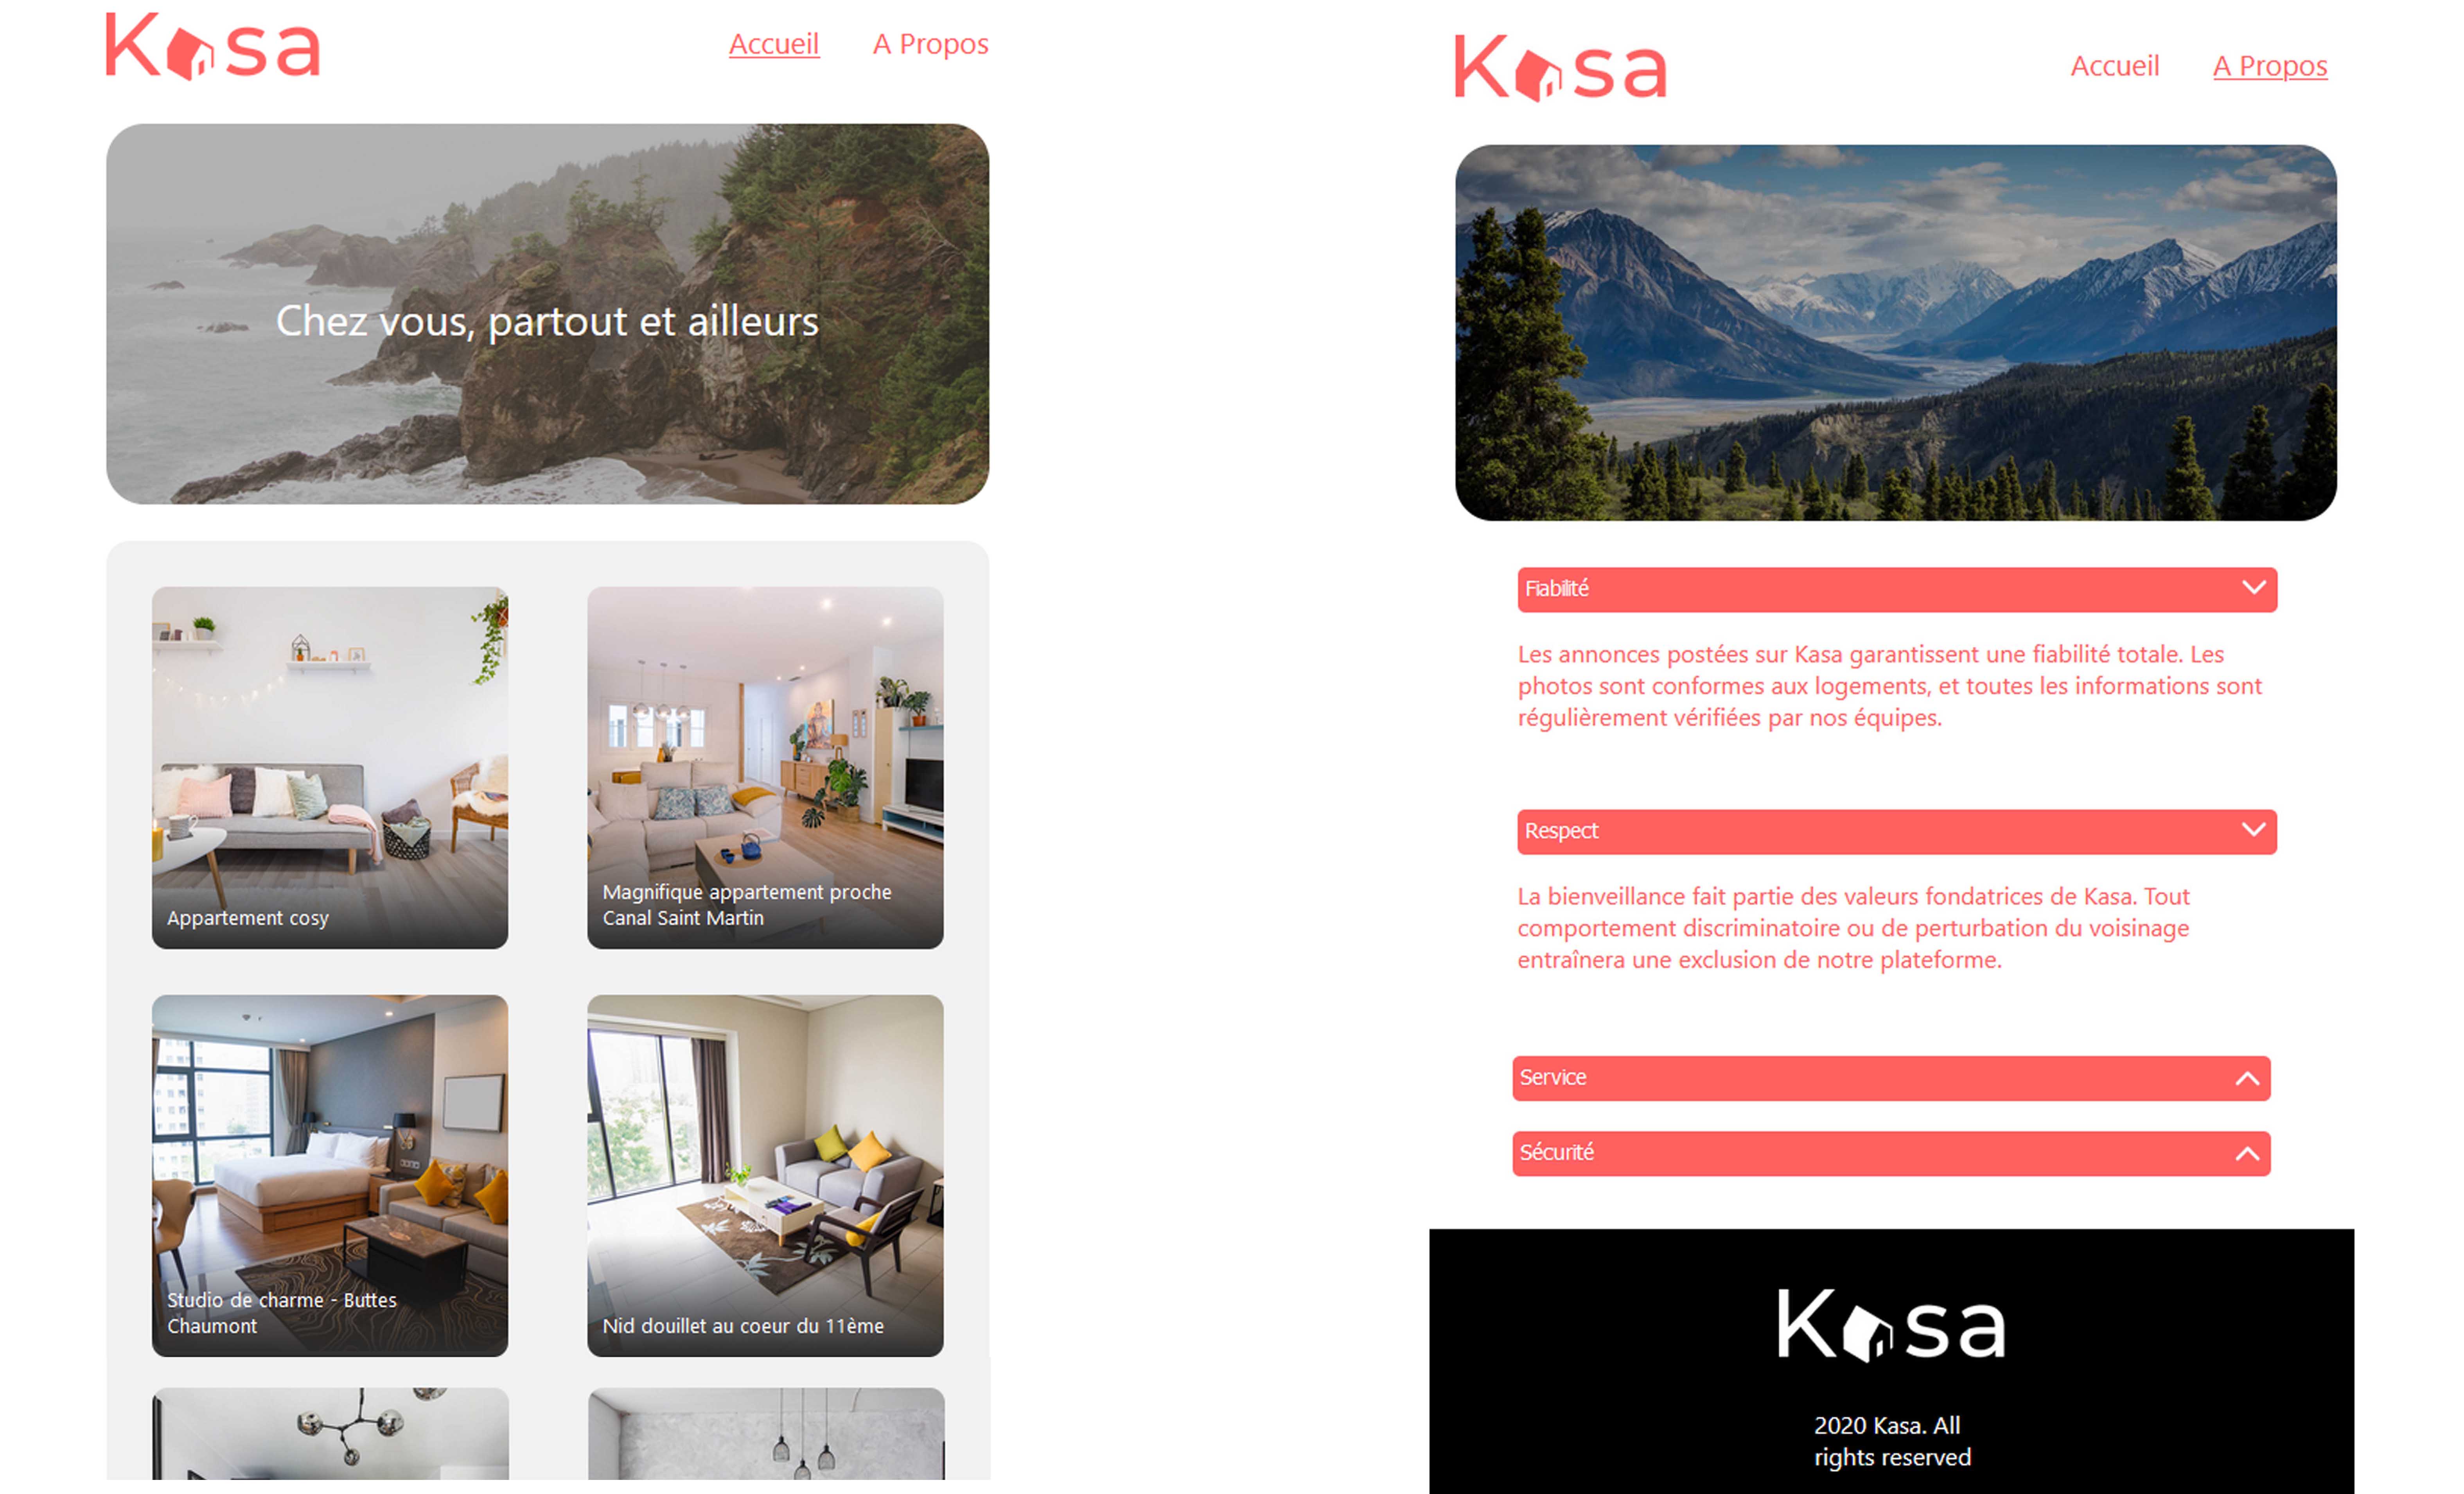 Kasa
Accueil A Propos
Chez vous, partout et ailleurs
Appartement cosy
Magnifique appartement proche
Canal Saint Martin
Studio de charme - Buttes
Chaumont
Nid douillet au coeur du 11ème
Kasa
Accueil A Propos
Fiabilité
Les annonces postées sur Kasa garantissent une fiabilité totale. Les
photos sont conformes aux logements, et toutes les informations sont
régulièrement vérifiées par nos équipes.
Respect
La bienveillance fait partie des valeurs fondatrices de Kasa. Tout
comportement discriminatoire ou de perturbation du voisinage
entraînera une exclusion de notre plateforme.
Service
Sécurité
Kasa
2020 Kasa. All
rights reserved